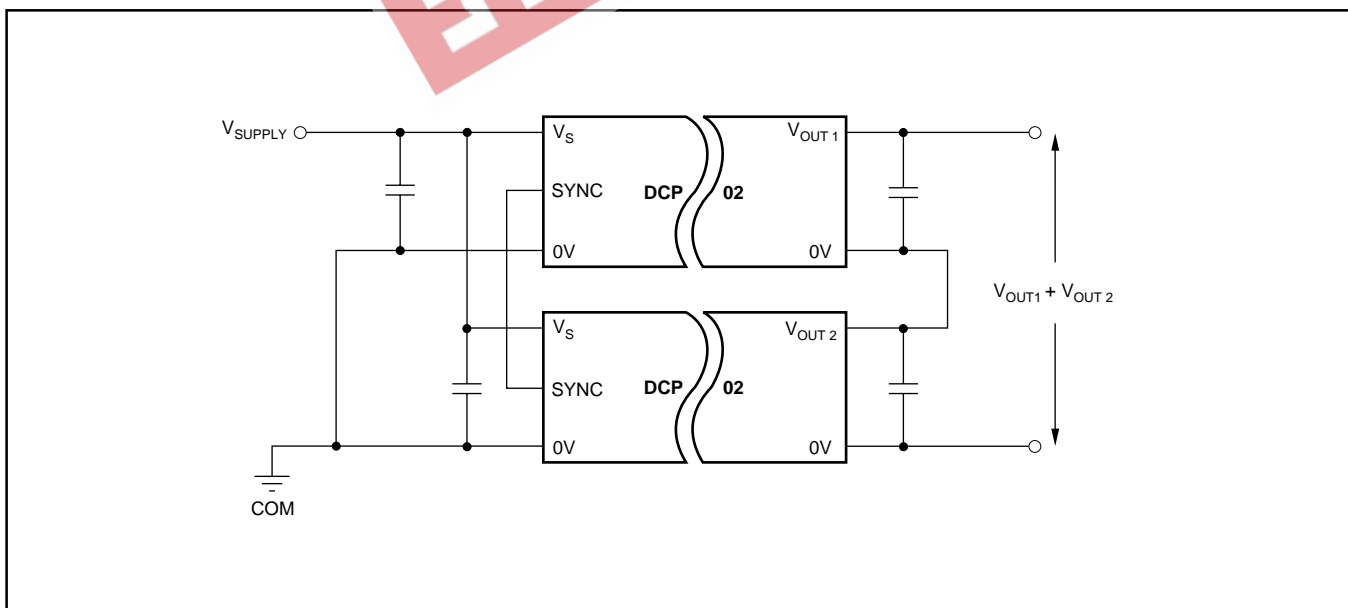 VSUPPLY
VS
SYNC
0V
DCP
02
VOUT 1
0V
VOUT1 + VOUT 2
VS
SYNC
0V
DCP
02
VOUT 2
0V
COM